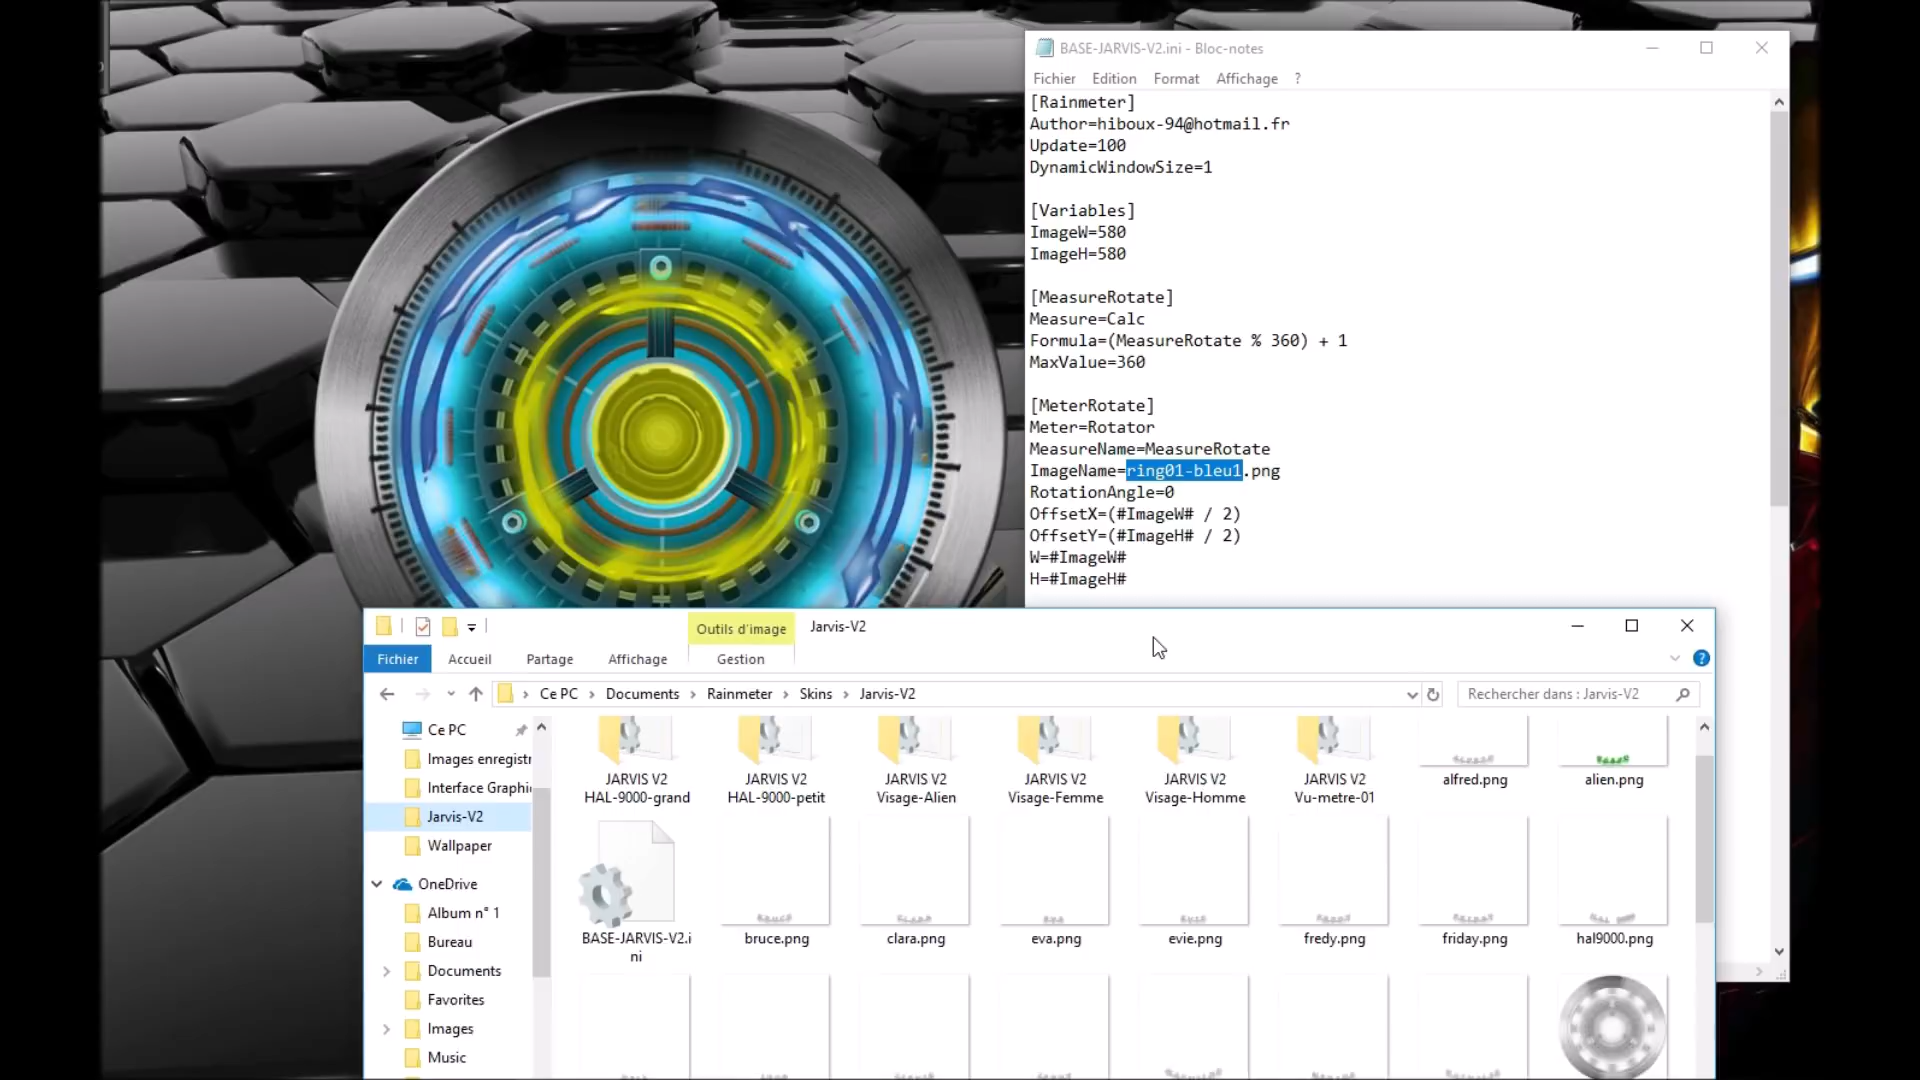 BASE-JARVIS-V2.ini - Bloc-notes
Fichier Edition Format Affichage ?
[Rainmeter]
Author=hiboux-94@hotmail.fr
Update=100
DynamicWindowSize=1
[Variables]
ImageW=580
ImageH=580
[MeasureRotate]
Measure=Calc
Formula=(MeasureRotate % 360) + 1
MaxValue=360
[MeterRotate]
Meter=Rotator
MeasureName=MeasureRotate
ImageName=ring01-bleu1.png
RotationAngle=0
OffsetX=(#ImageW# / 2)
OffsetY=(#ImageH# / 2)
W=#ImageW#
H=#ImageH#
Outils d'image Jarvis-V2
Fichier Accueil Partage Affichage Gestion
Ce PC > Documents > Rainmeter > Skins > Jarvis-V2
Rechercher dans : Jarvis-V2
Ce PC
Images enregistr
Interface Graphi
Jarvis-V2
Wallpaper
OneDrive
Album n° 1
Bureau
Documents
Favorites
Images
Music
JARVIS V2
HAL-9000-grand
JARVIS V2
HAL-9000-petit
JARVIS V2
Visage-Alien
JARVIS V2
Visage-Femme
JARVIS V2
Visage-Homme
JARVIS V2
Vu-metre-01
alfred.png
alien.png
BASE-JARVIS-V2.i
ni
bruce.png
clara.png
eva.png
evie.png
fredy.png
friday.png
hal9000.png